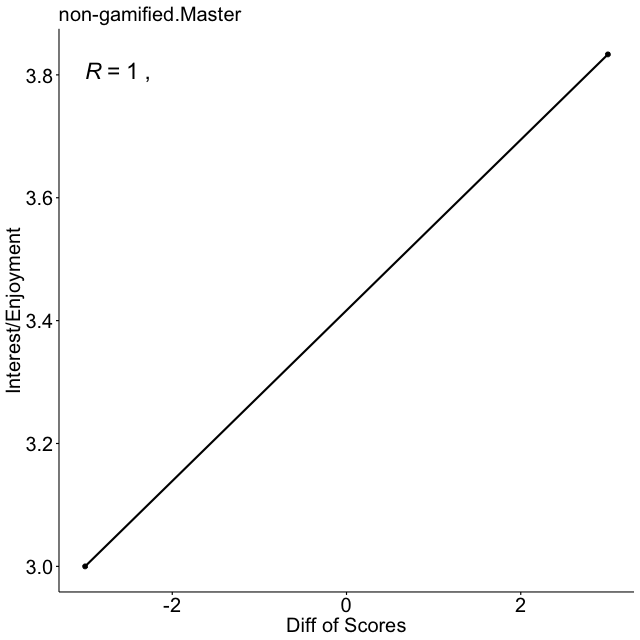 non-gamified.Master
R = 1 ,
Interest/Enjoyment
3.8
3.6
3.4
3.2
3.0
-2 0 2
Diff of Scores